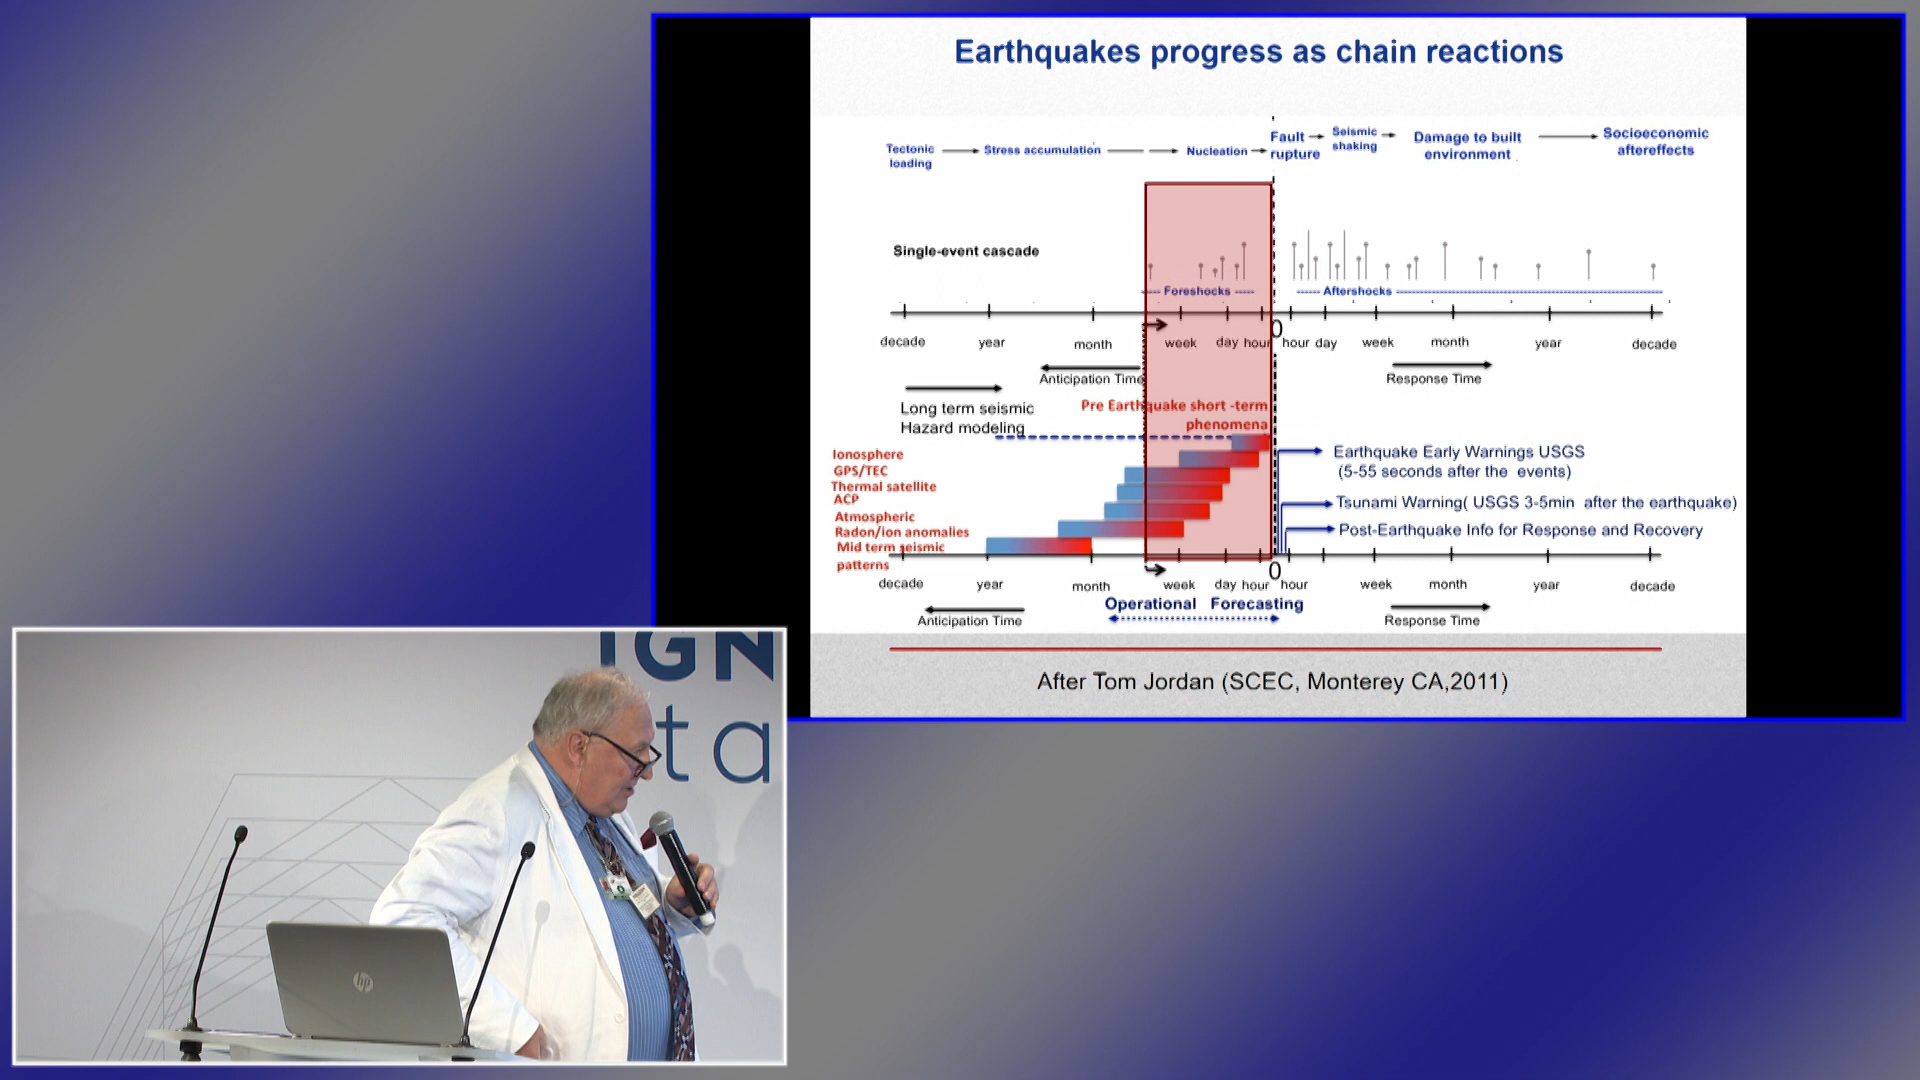 Earthquakes progress as chain reactions
Tectonic loading
Stress accumulation
Nucleation
Fault rupture
Seismic shaking
Damage to built environment
Socioeconomic aftereffects
Single-event cascade
Foreshocks
Aftershocks
0
decade year month week day hour hour day week month year decade
Anticipation Time
Response Time
Long term seismic
Hazard modeling
Pre Earthquake short -term
phenomena
Ionosphere
GPS/TEC
Thermal satellite
ACP
Atmospheric
Radon/ion anomalies
Mid term seismic
patterns
Earthquake Early Warnings USGS
(5-55 seconds after the events)
Tsunami Warning( USGS 3-5min after the earthquake)
Post-Earthquake Info for Response and Recovery
0
decade year month week day hour hour week month year decade
Operational Forecasting
Anticipation Time
Response Time
After Tom Jordan (SCEC, Monterey CA,2011)
IGN
ta
hp